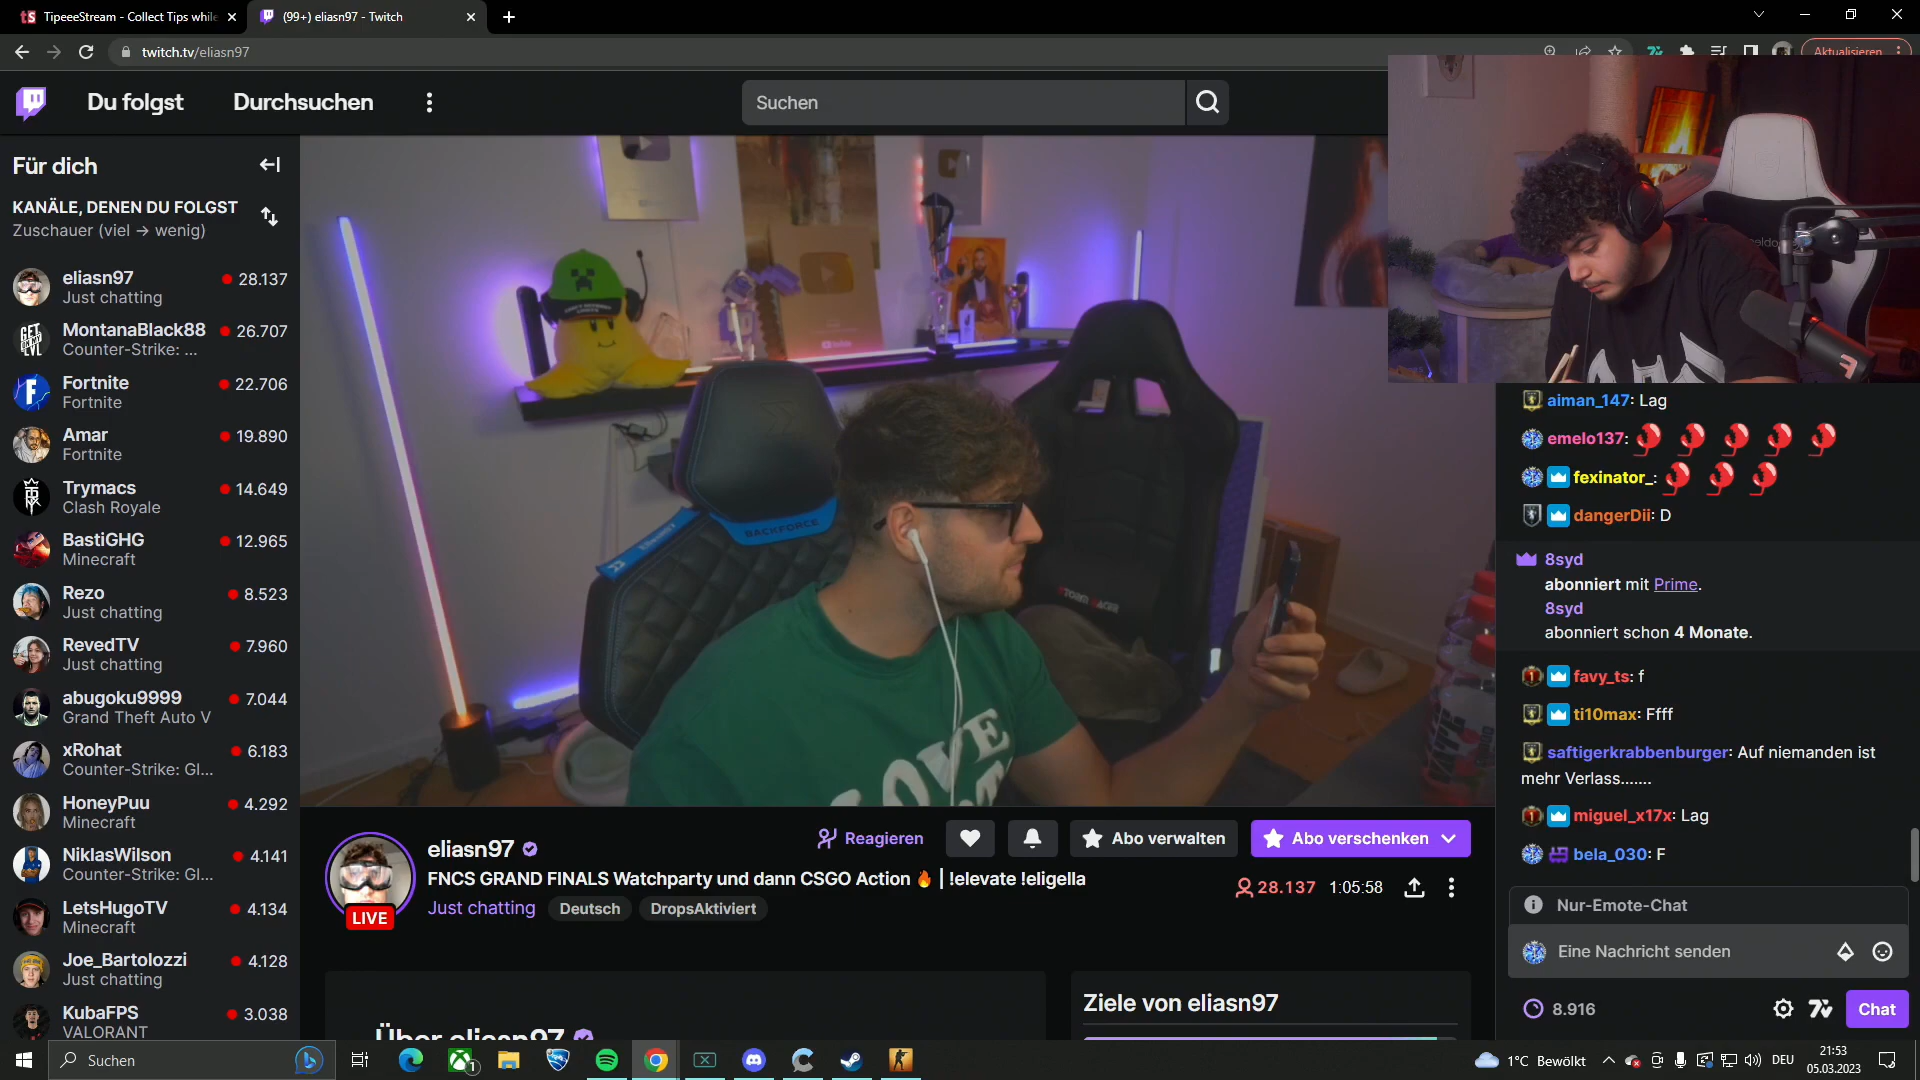 TipeeeStream - Collect Tips while
(99+) eliasn97 - Twitch
twitch.tv/eliasn97
Aktualisieren
Du folgst
Durchsuchen
Suchen
Für dich
KANÄLE, DENEN DU FOLGST
Zuschauer (viel → wenig)
eliasn97
28.137
Just chatting
MontanaBlack88
26.707
Counter-Strike: ...
Fortnite
22.706
Fortnite
Amar
19.890
Fortnite
Trymacs
14.649
Clash Royale
BastiGHG
12.965
Minecraft
Rezo
8.523
Just chatting
RevedTV
7.960
Just chatting
abugoku9999
7.044
Grand Theft Auto V
xRohat
6.183
Counter-Strike: Gl...
HoneyPuu
4.292
Minecraft
NiklasWilson
4.141
Counter-Strike: Gl...
LetsHugoTV
4.134
Minecraft
Joe_Bartolozzi
4.128
Just chatting
KubaFPS
3.038
VALORANT
BACKFORCE
LOVE
aiman_147: Lag
emelo137:
fexinator_:
dangerDii: D
8syd
abonniert mit Prime.
8syd
abonniert schon 4 Monate.
favy_ts: f
ti10max: Ffff
saftigerkrabbenburger: Auf niemanden ist
mehr Verlass.......
miguel_x17x: Lag
bela_030: F
Nur-Emote-Chat
Eine Nachricht senden
8.916
Chat
eliasn97
Reagieren
Abo verwalten
Abo verschenken
FNCS GRAND FINALS Watchparty und dann CSGO Action 🔥 | !elevate !eligella
28.137
1:05:58
LIVE
Just chatting
Deutsch
DropsAktiviert
Über eliasn97
Ziele von eliasn97
Suchen
1
1°C Bewölkt
DEU
21:53
05.03.2023